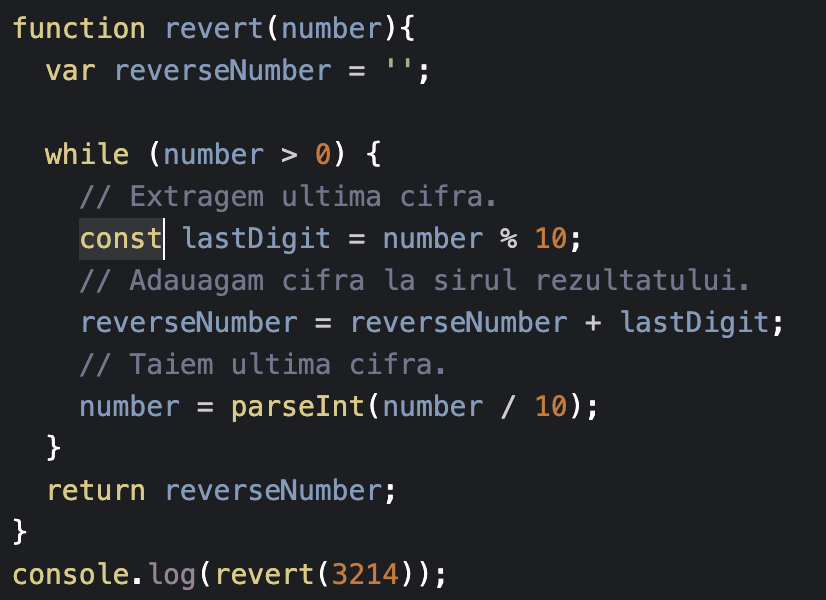 function revert(number){
var reverseNumber = '';
while (number > 0) {
// Extragem ultima cifra.
const lastDigit = number % 10;
// Adauagam cifra la sirul rezultatului.
reverseNumber = reverseNumber + lastDigit;
// Taiem ultima cifra.
number = parseInt(number / 10);
}
return reverseNumber;
}
console.log(revert(3214));